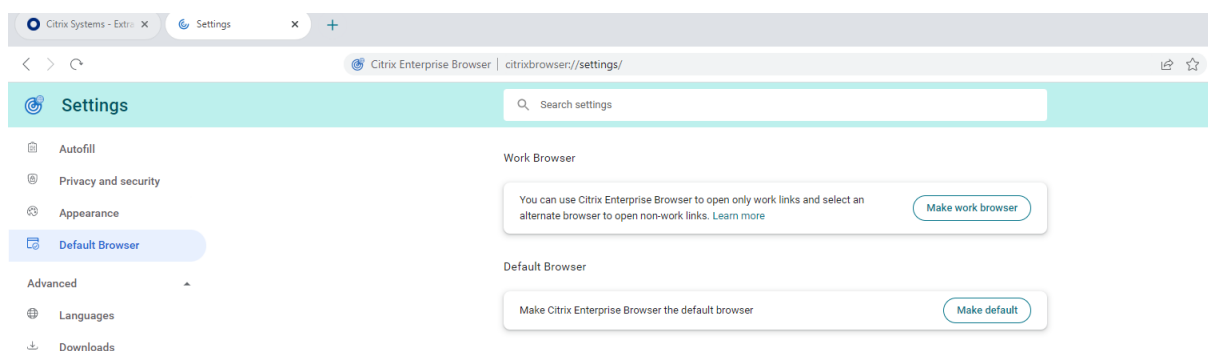 Citrix Systems - Extra
Settings
Citrix Enterprise Browser | citrixbrowser://settings/
Settings
Search settings
Autofill
Privacy and security
Appearance
Default Browser
Advanced
Languages
Downloads
Work Browser
You can use Citrix Enterprise Browser to open only work links and select an
alternate browser to open non-work links. Learn more
Make work browser
Default Browser
Make Citrix Enterprise Browser the default browser
Make default